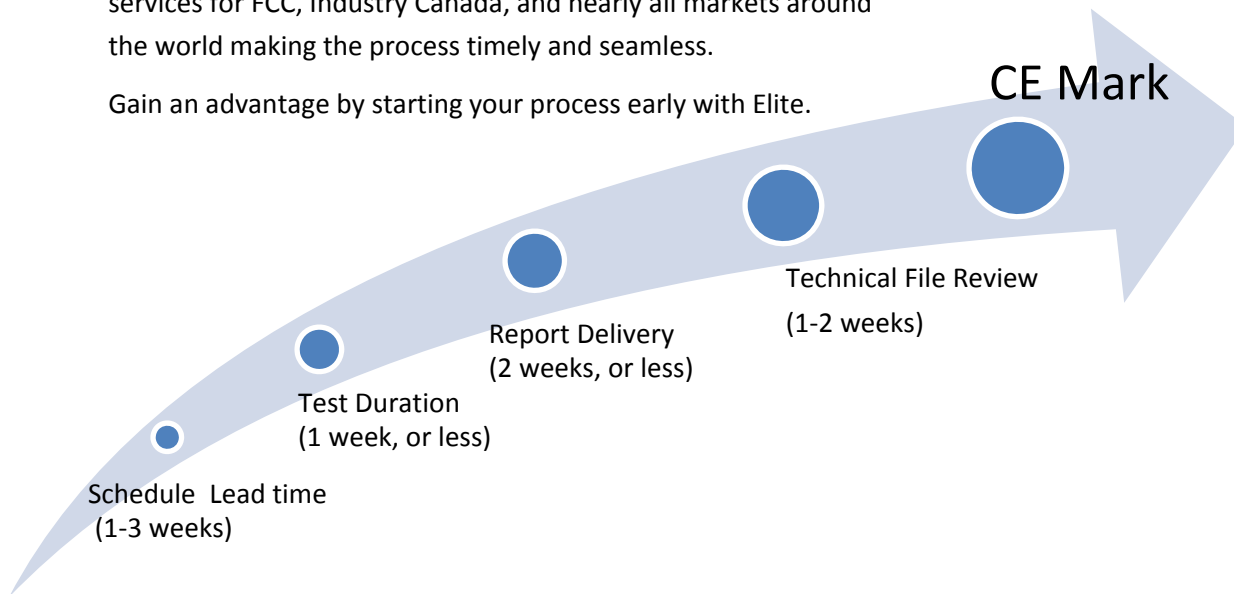 services for FCC, Industry Canada, and nearly all markets around
the world making the process timely and seamless.
Gain an advantage by starting your process early with Elite.
CE Mark
Technical File Review
(1-2 weeks)
Report Delivery
(2 weeks, or less)
Test Duration
(1 week, or less)
Schedule  Lead time
(1-3 weeks)